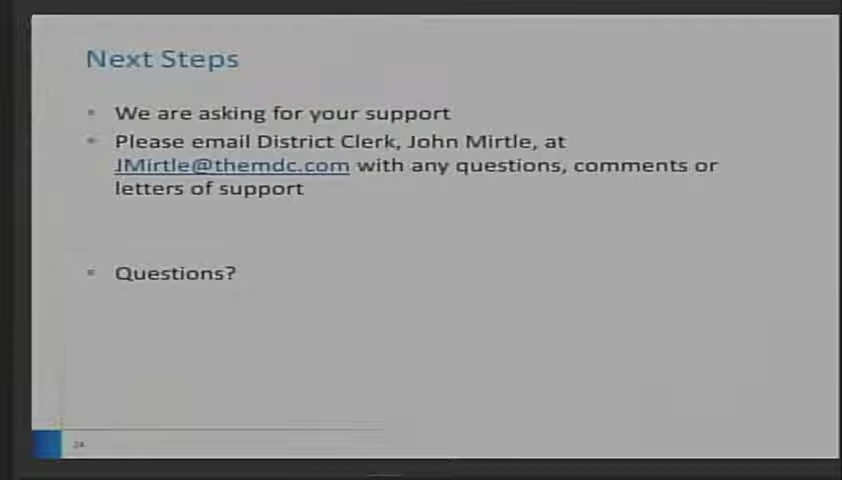 Next Steps
We are asking for your support
Please email District Clerk, John Mirtle, at
JMirtle@themdc.com with any questions, comments or
letters of support
Questions?
24